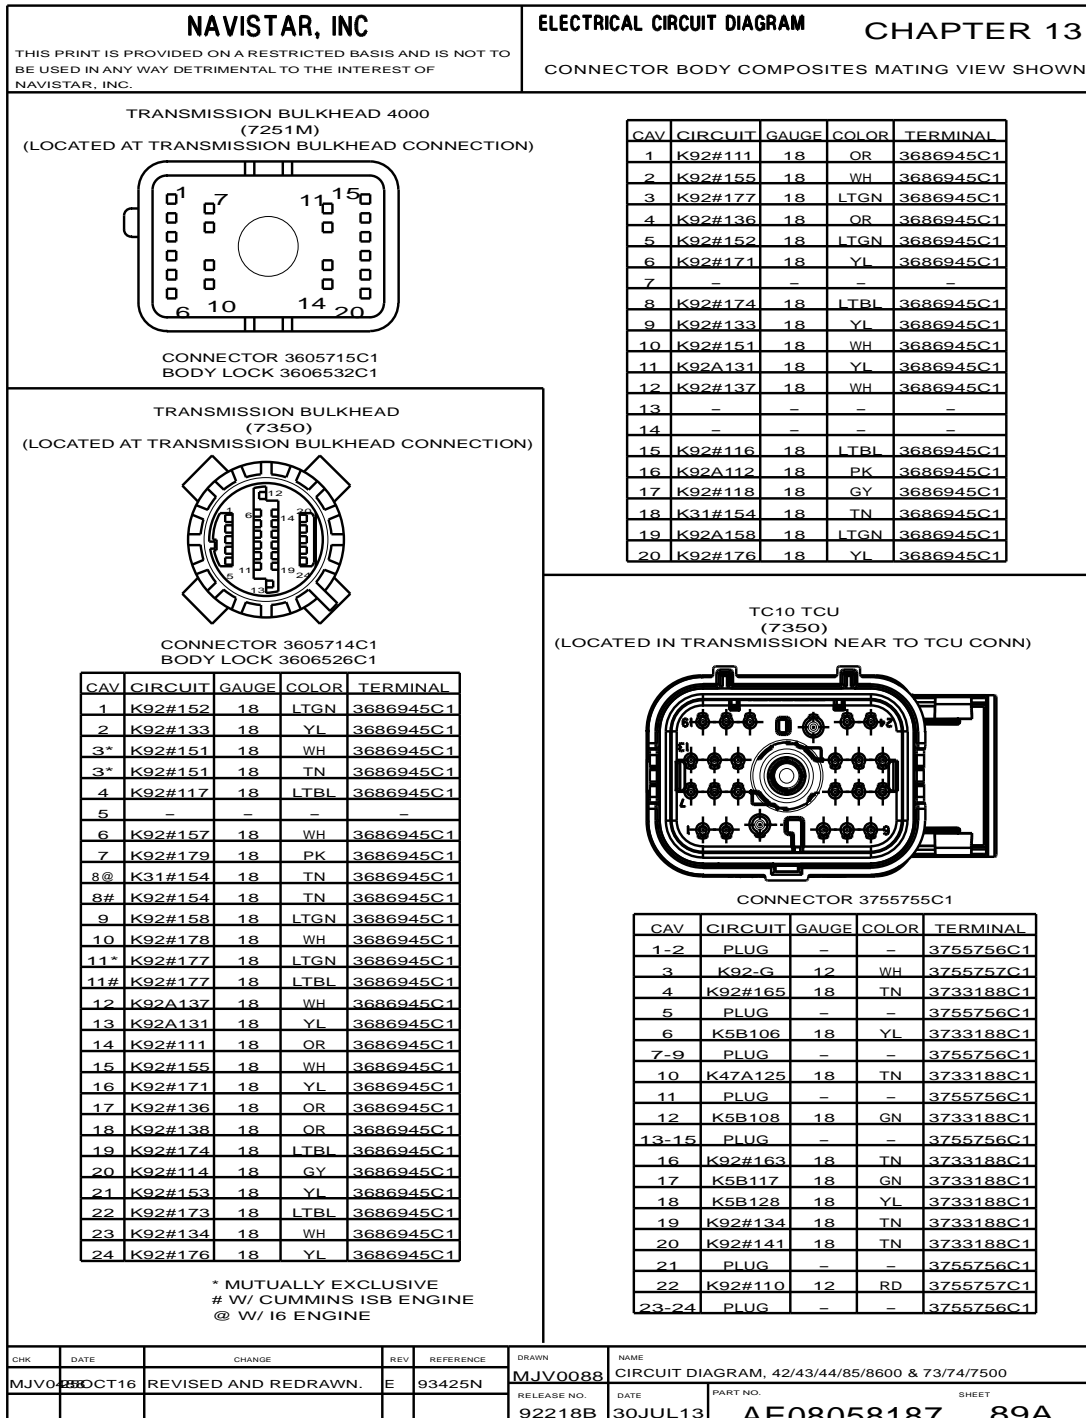 NAVISTAR, INC
THIS PRINT IS PROVIDED ON A RESTRICTED BASIS AND IS NOT TO
BE USED IN ANY WAY DETRIMENTAL TO THE INTEREST OF
NAVISTAR, INC.
ELECTRICAL CIRCUIT DIAGRAM
CHAPTER 13
CONNECTOR BODY COMPOSITES MATING VIEW SHOWN
TRANSMISSION BULKHEAD 4000
(7251M)
(LOCATED AT TRANSMISSION BULKHEAD CONNECTION)
1 7 11 15
6 10 14 20
CONNECTOR 3605715C1
BODY LOCK 3606532C1
CAV CIRCUIT GAUGE COLOR TERMINAL
1 K92#111 18 OR 3686945C1
2 K92#155 18 WH 3686945C1
3 K92#177 18 LTGN 3686945C1
4 K92#136 18 OR 3686945C1
5 K92#152 18 LTGN 3686945C1
6 K92#171 18 YL 3686945C1
7 – – – –
8 K92#174 18 LTBL 3686945C1
9 K92#133 18 YL 3686945C1
10 K92#151 18 WH 3686945C1
11 K92A131 18 YL 3686945C1
12 K92#137 18 WH 3686945C1
13 – – – –
14 – – – –
15 K92#116 18 LTBL 3686945C1
16 K92A112 18 PK 3686945C1
17 K92#118 18 GY 3686945C1
18 K31#154 18 TN 3686945C1
19 K92A158 18 LTGN 3686945C1
20 K92#176 18 YL 3686945C1
TRANSMISSION BULKHEAD
(7350)
(LOCATED AT TRANSMISSION BULKHEAD CONNECTION)
12
1 6 14 20
5 11 19 24
13
CONNECTOR 3605714C1
BODY LOCK 3606526C1
CAV CIRCUIT GAUGE COLOR TERMINAL
1 K92#152 18 LTGN 3686945C1
2 K92#133 18 YL 3686945C1
3* K92#151 18 WH 3686945C1
3* K92#151 18 TN 3686945C1
4 K92#117 18 LTBL 3686945C1
5 – – – –
6 K92#157 18 WH 3686945C1
7 K92#179 18 PK 3686945C1
8@ K31#154 18 TN 3686945C1
8# K92#154 18 TN 3686945C1
9 K92#158 18 LTGN 3686945C1
10 K92#178 18 WH 3686945C1
11* K92#177 18 LTGN 3686945C1
11# K92#177 18 LTBL 3686945C1
12 K92A137 18 WH 3686945C1
13 K92A131 18 YL 3686945C1
14 K92#111 18 OR 3686945C1
15 K92#155 18 WH 3686945C1
16 K92#171 18 YL 3686945C1
17 K92#136 18 OR 3686945C1
18 K92#138 18 OR 3686945C1
19 K92#174 18 LTBL 3686945C1
20 K92#114 18 GY 3686945C1
21 K92#153 18 YL 3686945C1
22 K92#173 18 LTBL 3686945C1
23 K92#134 18 WH 3686945C1
24 K92#176 18 YL 3686945C1
* MUTUALLY EXCLUSIVE
# W/ CUMMINS ISB ENGINE
@ W/ I6 ENGINE
TC10 TCU
(7350)
(LOCATED IN TRANSMISSION NEAR TO TCU CONN)
19 24
13
7
1 6
CONNECTOR 3755755C1
CAV CIRCUIT GAUGE COLOR TERMINAL
1-2 PLUG – – 3755756C1
3 K92-G 12 WH 3755757C1
4 K92#165 18 TN 3733188C1
5 PLUG – – 3755756C1
6 K5B106 18 YL 3733188C1
7-9 PLUG – – 3755756C1
10 K47A125 18 TN 3733188C1
11 PLUG – – 3755756C1
12 K5B108 18 GN 3733188C1
13-15 PLUG – – 3755756C1
16 K92#163 18 TN 3733188C1
17 K5B117 18 GN 3733188C1
18 K5B128 18 YL 3733188C1
19 K92#134 18 TN 3733188C1
20 K92#141 18 TN 3733188C1
21 PLUG – – 3755756C1
22 K92#110 12 RD 3755757C1
23-24 PLUG – – 3755756C1
CHK DATE CHANGE REV REFERENCE
REVISED AND REDRAWN. E 93425N
DRAWN
MJV0088
NAME
CIRCUIT DIAGRAM, 42/43/44/85/8600 & 73/74/7500
RELEASE NO. DATE PART NO. SHEET
92218B 30JUL13 AE08058187 89A